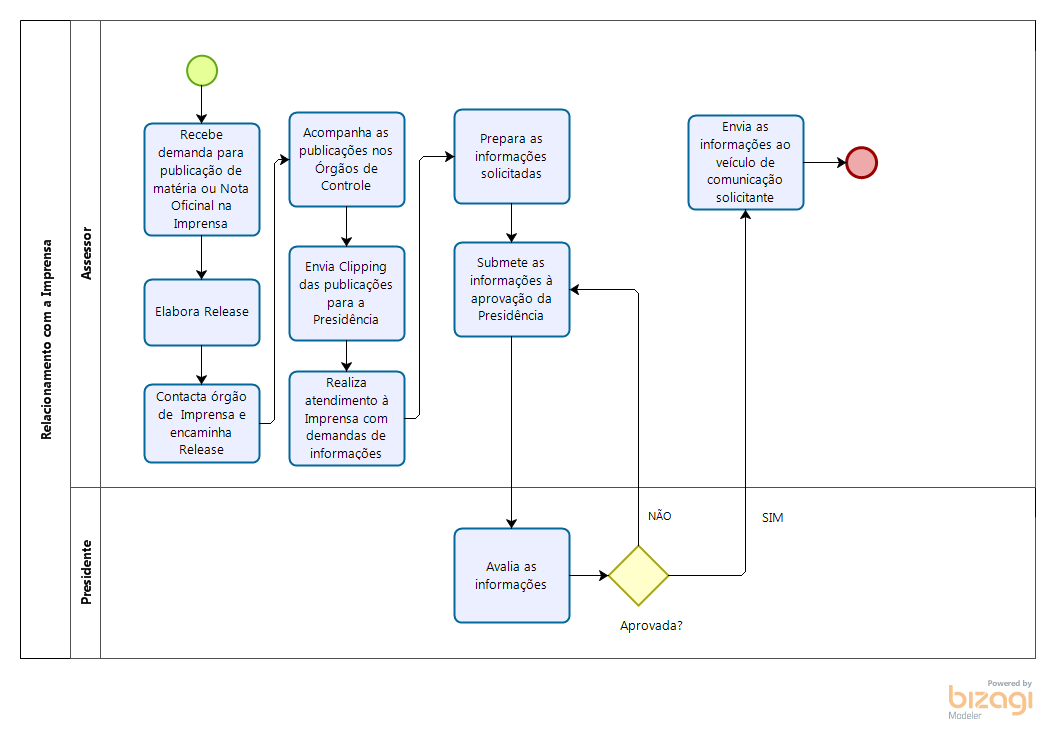 Relacionamento com a Imprensa
Assessor
Recebe
demanda para
publicação de
matéria ou Nota
Oficinal na
Imprensa
Elabora Release
Contacta órgão
de Imprensa e
encaminha
Release
Acompanha as
publicações nos
Órgãos de
Controle
Envia Clipping
das publicações
para a
Presidência
Realiza
atendimento à
Imprensa com
demandas de
informações
Prepara as
informações
solicitadas
Submete as
informações à
aprovação da
Presidência
Envia as
informações ao
veículo de
comunicação
solicitante
Presidente
Avalia as
informações
NÃO
SIM
Aprovada?
Powered by
bizagi
Modeler